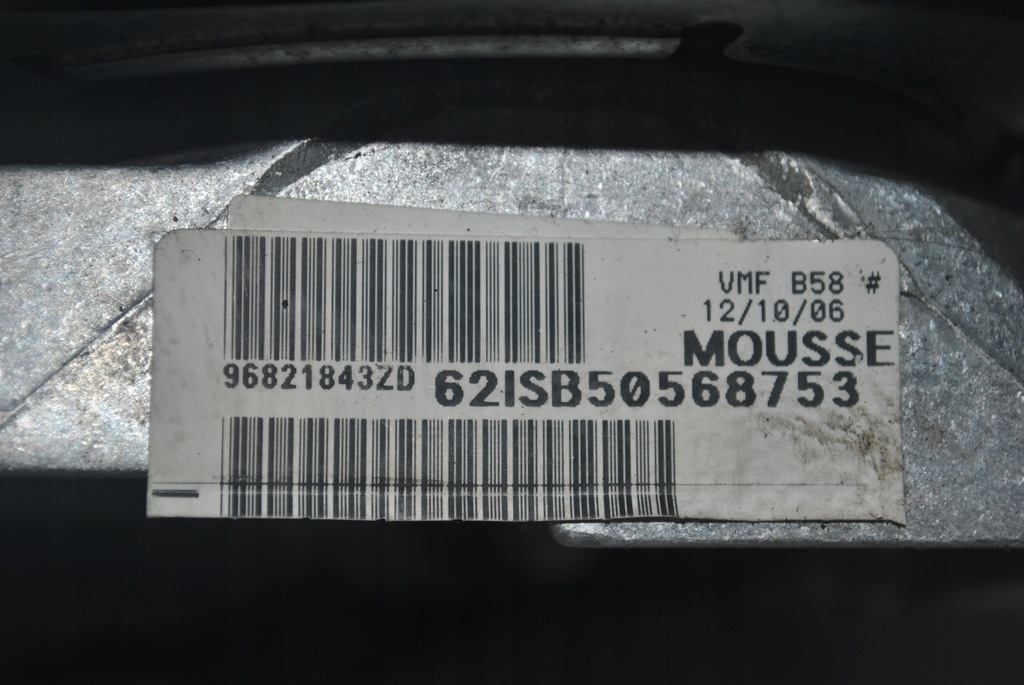 VMF B58 #
12/10/06
MOUSSE
96821843ZD 62ISB50568753